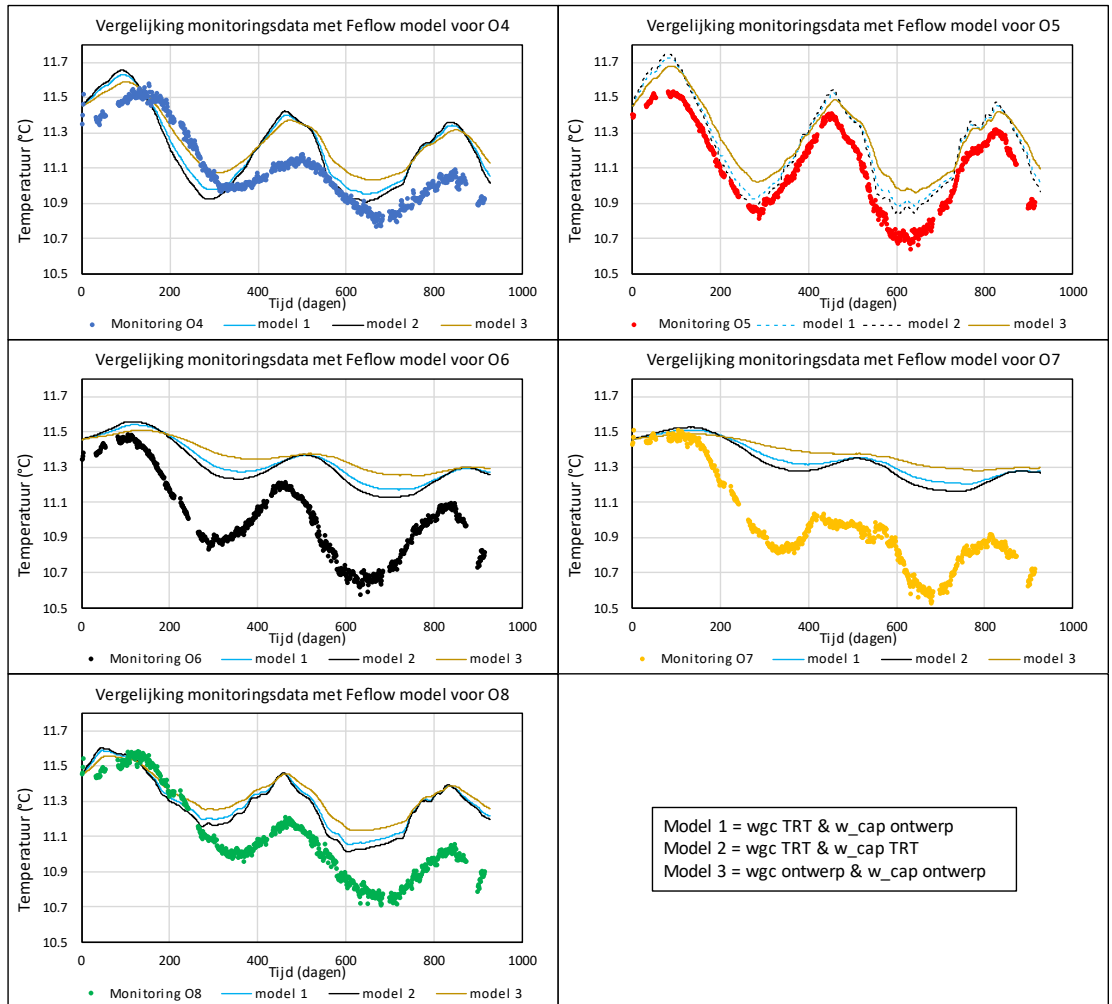 Vergelijking monitoringsdata met Feflow model voor O4
Temperatuur (°C)
11.7
11.5
11.3
11.1
10.9
10.7
10.5
0 200 400 600 800 1000
Tijd (dagen)
Monitoring O4 model 1 model 2 model 3
Vergelijking monitoringsdata met Feflow model voor O5
Temperatuur (°C)
11.7
11.5
11.3
11.1
10.9
10.7
10.5
0 200 400 600 800 1000
Tijd (dagen)
Monitoring O5 model 1 model 2 model 3
Vergelijking monitoringsdata met Feflow model voor O6
Temperatuur (°C)
11.7
11.5
11.3
11.1
10.9
10.7
10.5
0 200 400 600 800 1000
Tijd (dagen)
Monitoring O6 model 1 model 2 model 3
Vergelijking monitoringsdata met Feflow model voor O7
Temperatuur (°C)
11.7
11.5
11.3
11.1
10.9
10.7
10.5
0 200 400 600 800 1000
Tijd (dagen)
Monitoring O7 model 1 model 2 model 3
Vergelijking monitoringsdata met Feflow model voor O8
Temperatuur (°C)
11.7
11.5
11.3
11.1
10.9
10.7
10.5
0 200 400 600 800 1000
Tijd (dagen)
Monitoring O8 model 1 model 2 model 3
Model 1 = wgc TRT & w_cap ontwerp
Model 2 = wgc TRT & w_cap TRT
Model 3 = wgc ontwerp & w_cap ontwerp